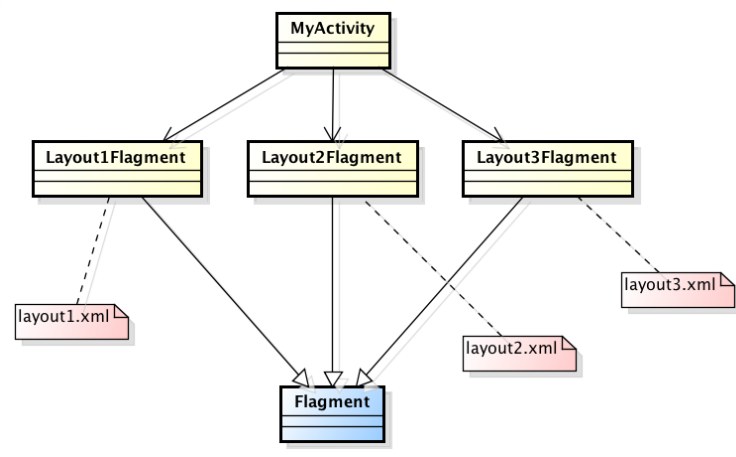 MyActivity
Layout1Flagment
Layout2Flagment
Layout3Flagment
layout3.xml
layout1.xml
layout2.xml
Flagment